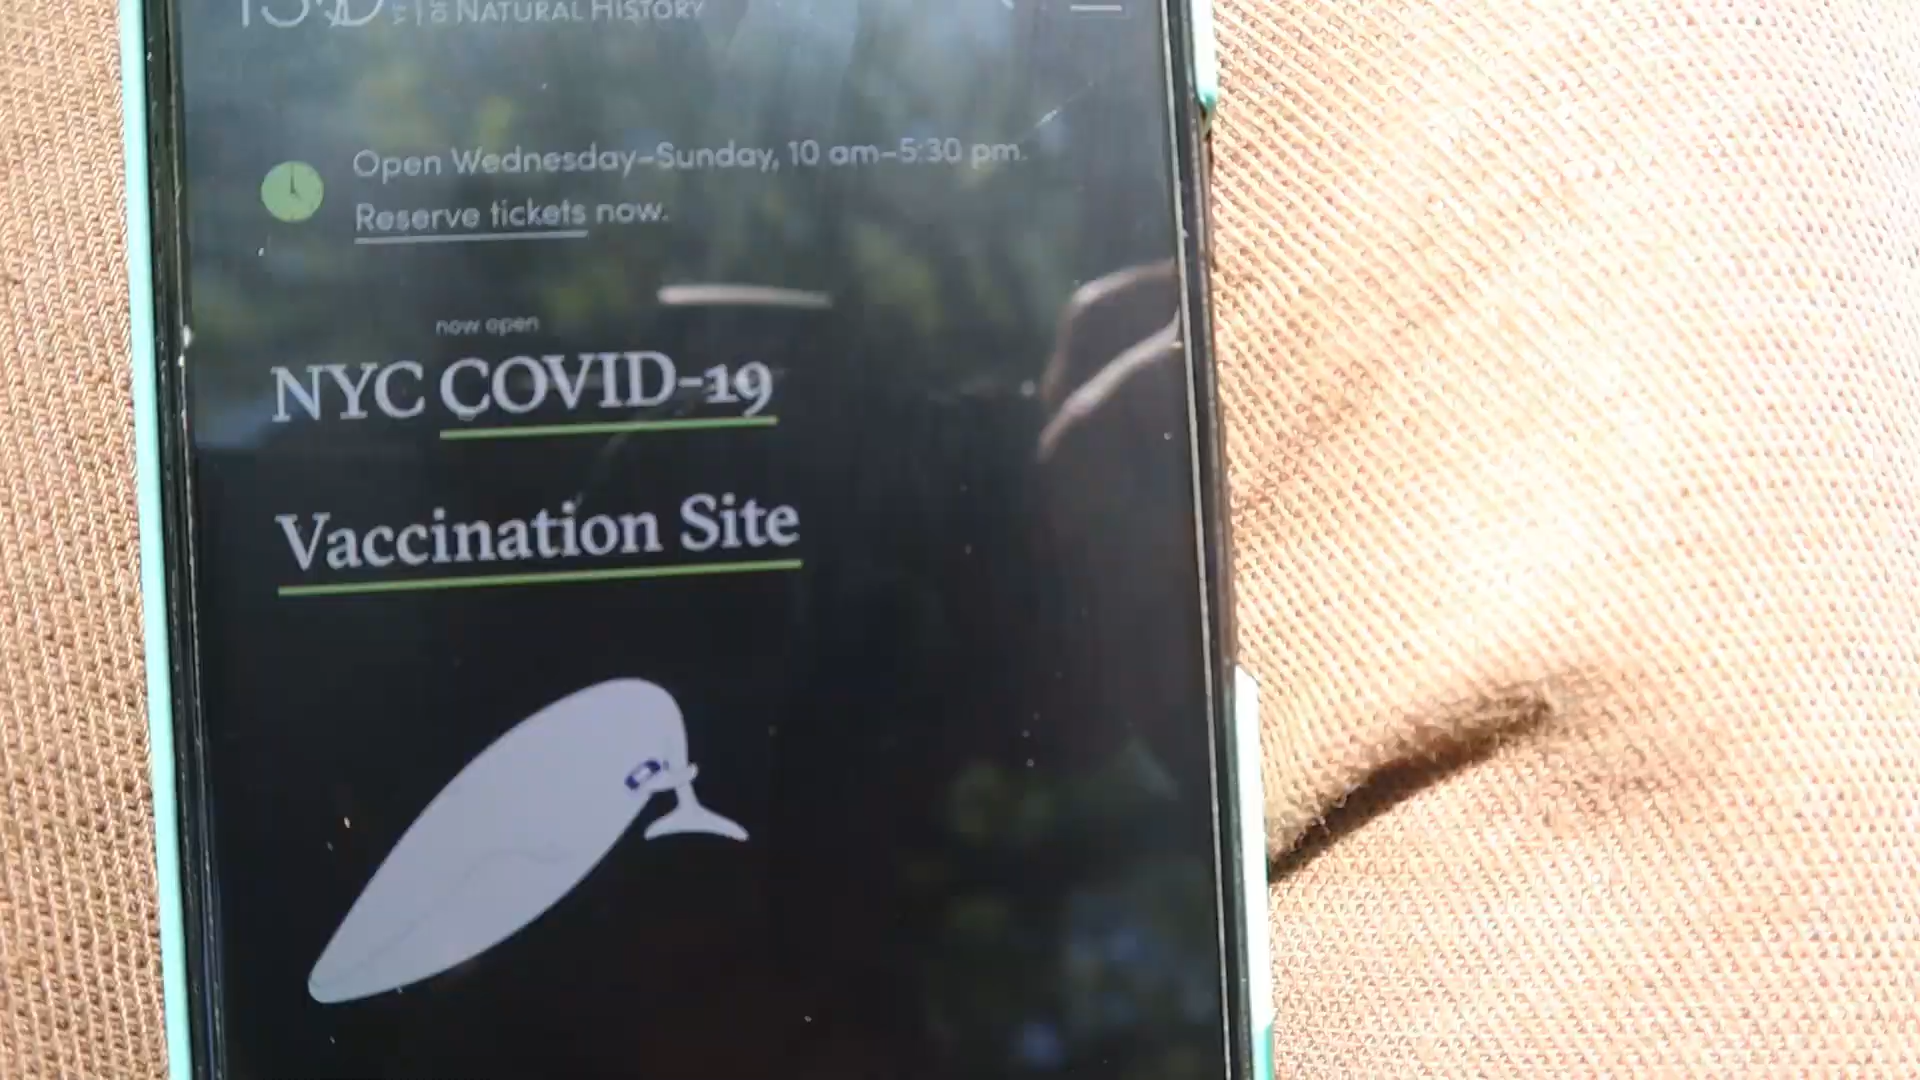 NATURAL HISTORY
Open Wednesday–Sunday, 10 am–5:30 pm.
Reserve tickets now.
now open
NYC COVID-19
Vaccination Site